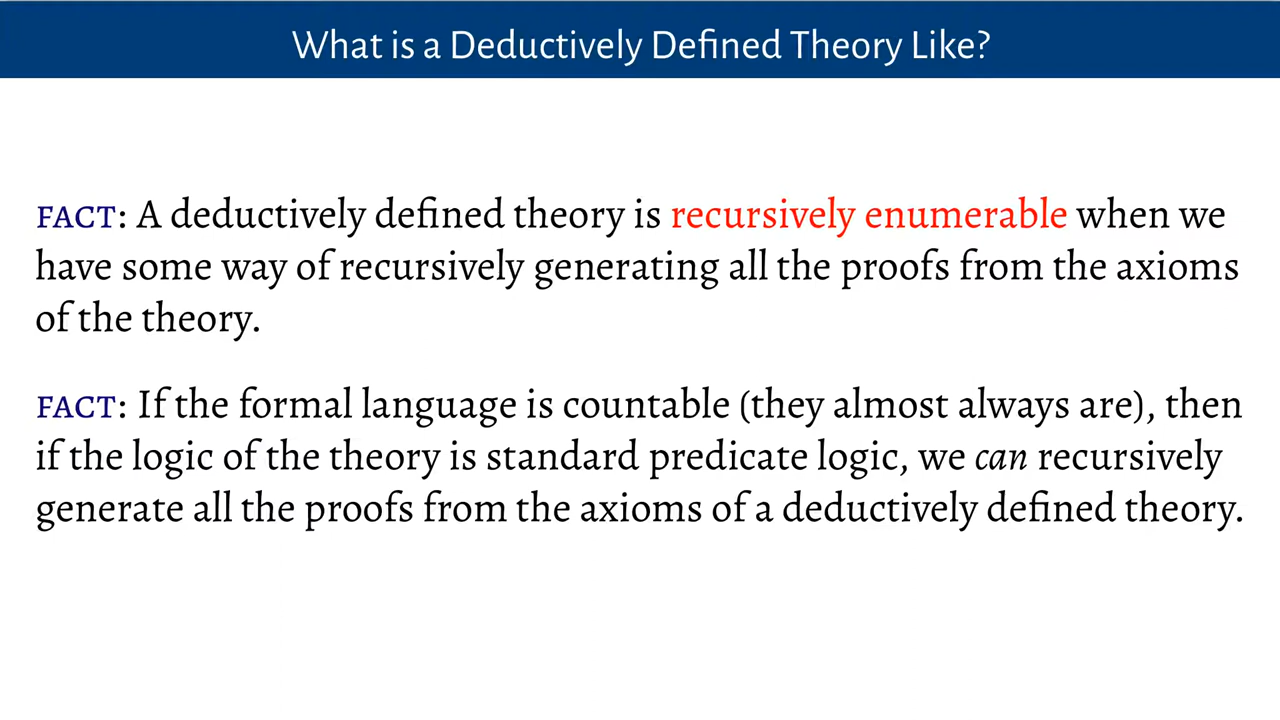 What is a Deductively Defined Theory Like?
FACT: A deductively defined theory is recursively enumerable when we
have some way of recursively generating all the proofs from the axioms
of the theory.
FACT: If the formal language is countable (they almost always are), then
if the logic of the theory is standard predicate logic, we can recursively
generate all the proofs from the axioms of a deductively defined theory.